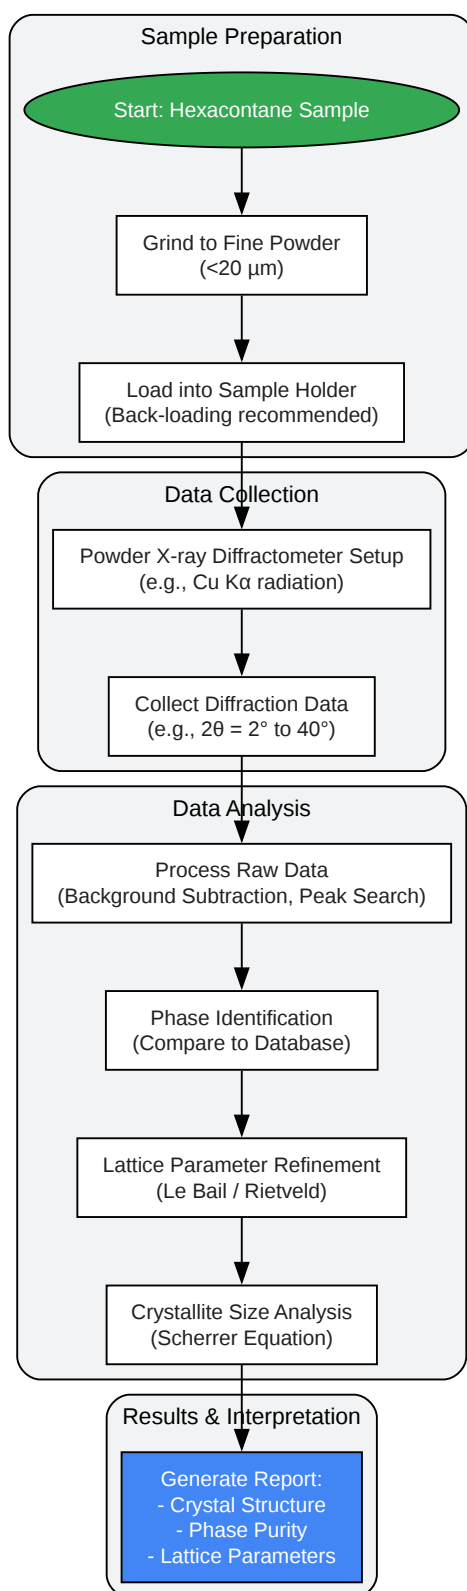 Sample Preparation
Start: Hexacontane Sample
Grind to Fine Powder
(<20 µm)
Load into Sample Holder
(Back-loading recommended)
Data Collection
Powder X-ray Diffractometer Setup
(e.g., Cu Kα radiation)
Collect Diffraction Data
(e.g., 2θ = 2° to 40°)
Data Analysis
Process Raw Data
(Background Subtraction, Peak Search)
Phase Identification
(Compare to Database)
Lattice Parameter Refinement
(Le Bail / Rietveld)
Crystallite Size Analysis
(Scherrer Equation)
Results & Interpretation
Generate Report:
- Crystal Structure
- Phase Purity
- Lattice Parameters